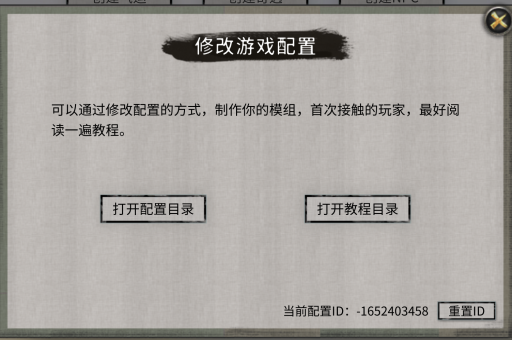 修改游戏配置
可以通过修改配置的方式，制作你的模组，首次接触的玩家，最好阅
读一遍教程。
打开配置目录
打开教程目录
当前配置ID：-1652403458
重置ID